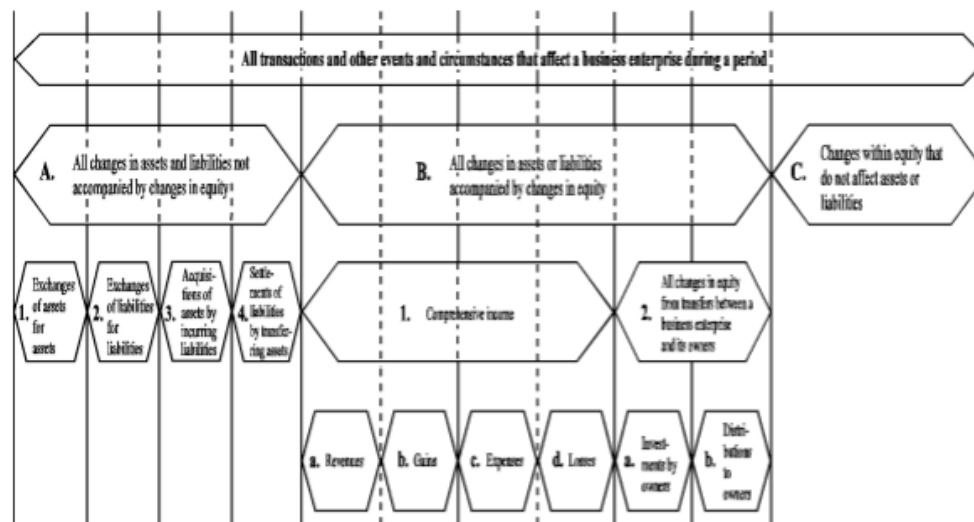 All transactions and other events and circumstances that affect a business enterprise during a period
A. All changes in assets and liabilities not
accompanied by changes in equity
B. All changes in assets or liabilities
accompanied by changes in equity
C. Changes within equity that
do not affect assets or
liabilities
1. Exchanges
of assets
for
assets
2. Exchanges
of liabilities
for
liabilities
3. Acquisi-
tions of
assets by
incurring
liabilities
4. Settle-
ments of
liabilities
by transfer-
ring assets
1. Comprehensive income
2. All changes in equity
from transfers between a
business enterprise
and its owners
a. Revenues
b. Gains
c. Expenses
d. Losses
a. Invest-
ments by
owners
b. Distri-
butions
to
owners